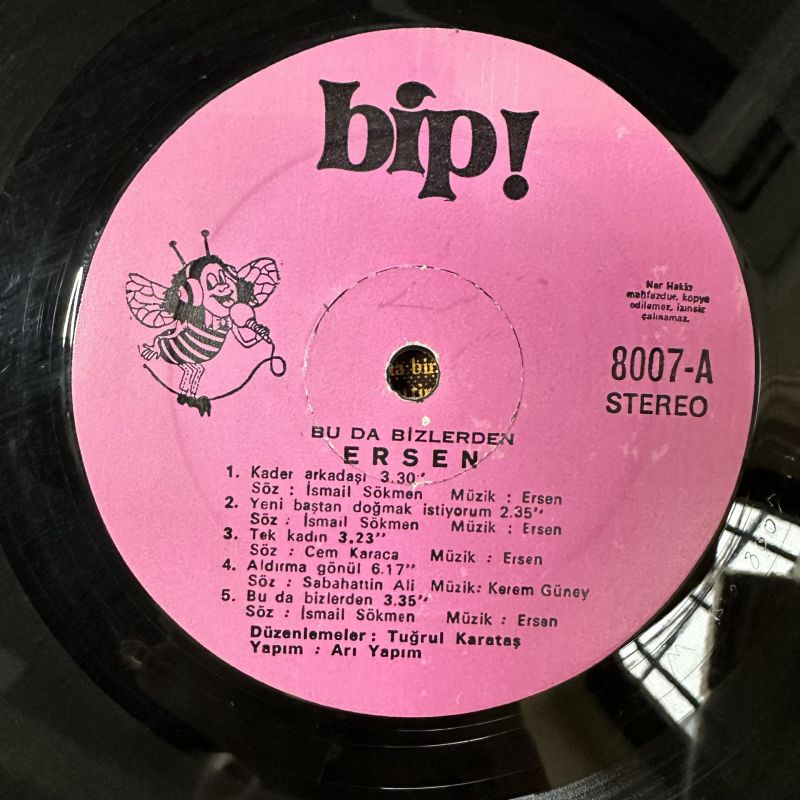 bip!
Her Hakkı
mahfuzdur, kopye
edilemez, izinsiz
çalınamaz.
8007-A
STEREO
BU DA BİZLERDEN
ERSEN
1. Kader arkadaşı 3.30''
Söz : İsmail Sökmen Müzik : Ersen
2. Yeni baştan doğmak istiyorum 2.35''
Söz : İsmail Sökmen Müzik : Ersen
3. Tek kadın 3.23''
Söz : Cem Karaca Müzik : Ersen
4. Aldırma gönül 6.17''
Söz : Sabahattin Ali Müzik: Kerem Güney
5. Bu da bizlerden 3.35''
Söz : İsmail Sökmen Müzik : Ersen
Düzenlemeler : Tuğrul Karataş
Yapım : Arı Yapım